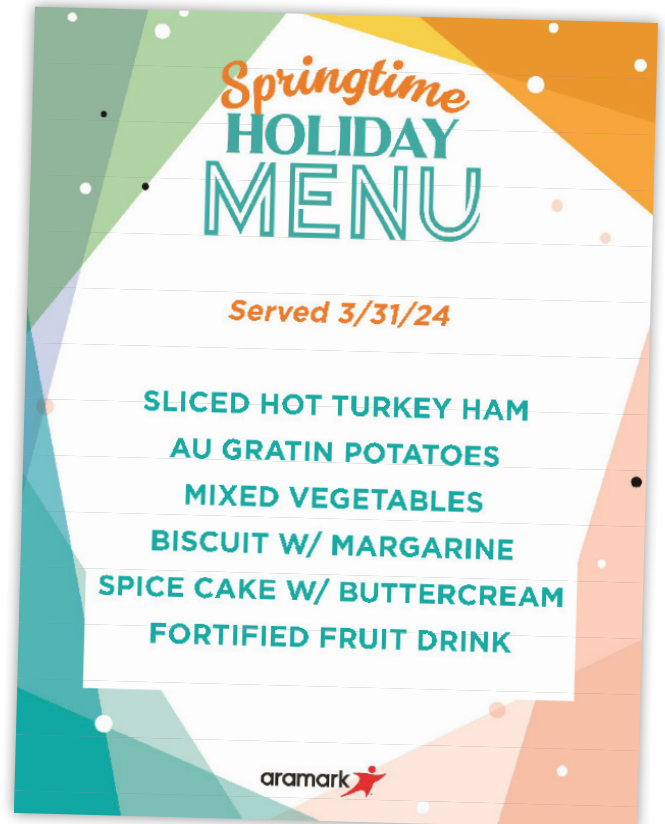 Springtime
HOLIDAY
MENU
Served 3/31/24
SLICED HOT TURKEY HAM
AU GRATIN POTATOES
MIXED VEGETABLES
BISCUIT W/ MARGARINE
SPICE CAKE W/ BUTTERCREAM
FORTIFIED FRUIT DRINK
aramark